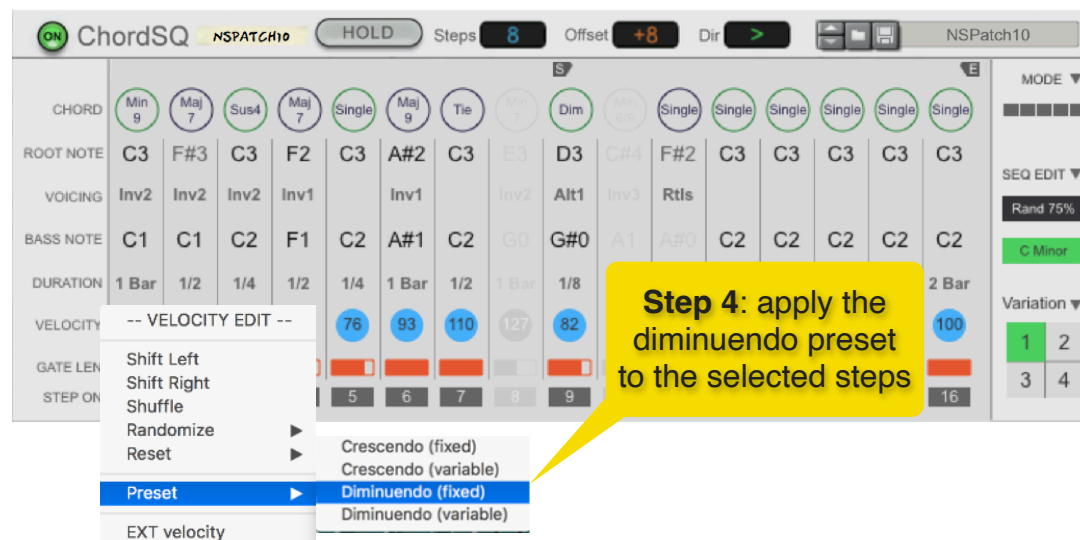 ON ChordSQ NSPATCH10 HOLD Steps 8 Offset +8 Dir > NSPatch10
S E
MODE
CHORD Min 9 Maj 7 Sus4 Maj 7 Single Maj 9 Tie Min 7 Dim Min 6/9 Single Single Single Single Single Single
ROOT NOTE C3 F#3 C3 F2 C3 A#2 C3 E3 D3 C#4 F#2 C3 C3 C3 C3 C3
SEQ EDIT
VOICING Inv2 Inv2 Inv2 Inv1 Inv1 Inv2 Alt1 Inv3 Rtls
Rand 75%
BASS NOTE C1 C1 C2 F1 C2 A#1 C2 G0 G#0 A1 A#0 C2 C2 C2 C2 C2
C Minor
DURATION 1 Bar 1/2 1/4 1/2 1/4 1 Bar 1/2 1 Bar 1/8 2 Bar
Variation
VELOCITY 76 93 110 127 82 100
1 2
GATE LEN
3 4
STEP ON 5 6 7 8 9 16
-- VELOCITY EDIT --
Shift Left
Shift Right
Shuffle
Randomize
Reset
Preset
EXT velocity
Crescendo (fixed)
Crescendo (variable)
Diminuendo (fixed)
Diminuendo (variable)
Step 4: apply the
diminuendo preset
to the selected steps